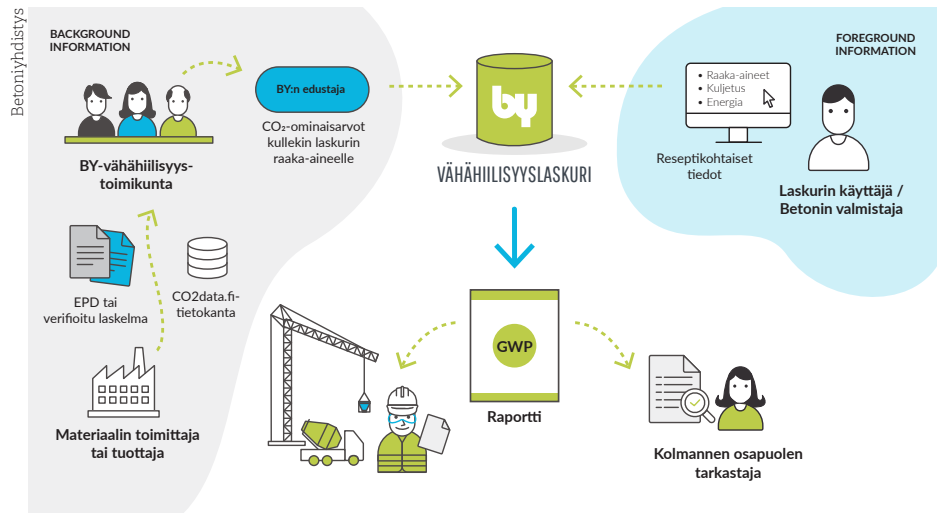 Betoniyhdistys
BACKGROUND
INFORMATION
BY:n edustaja
CO₂-ominaisarvot
kullekin laskurin
raaka-aineelle
BY-vähähiilisyys-
toimikunta
EPD tai
verifioitu laskelma
CO2data.fi-
tietokanta
Materiaalin toimittaja
tai tuottaja
by
VÄHÄHIILISYYSLASKURI
FOREGROUND
INFORMATION
• Raaka-aineet
• Kuljetus
• Energia
Reseptikohtaiset
tiedot
Laskurin käyttäjä /
Betonin valmistaja
GWP
Raportti
Kolmannen osapuolen
tarkastaja